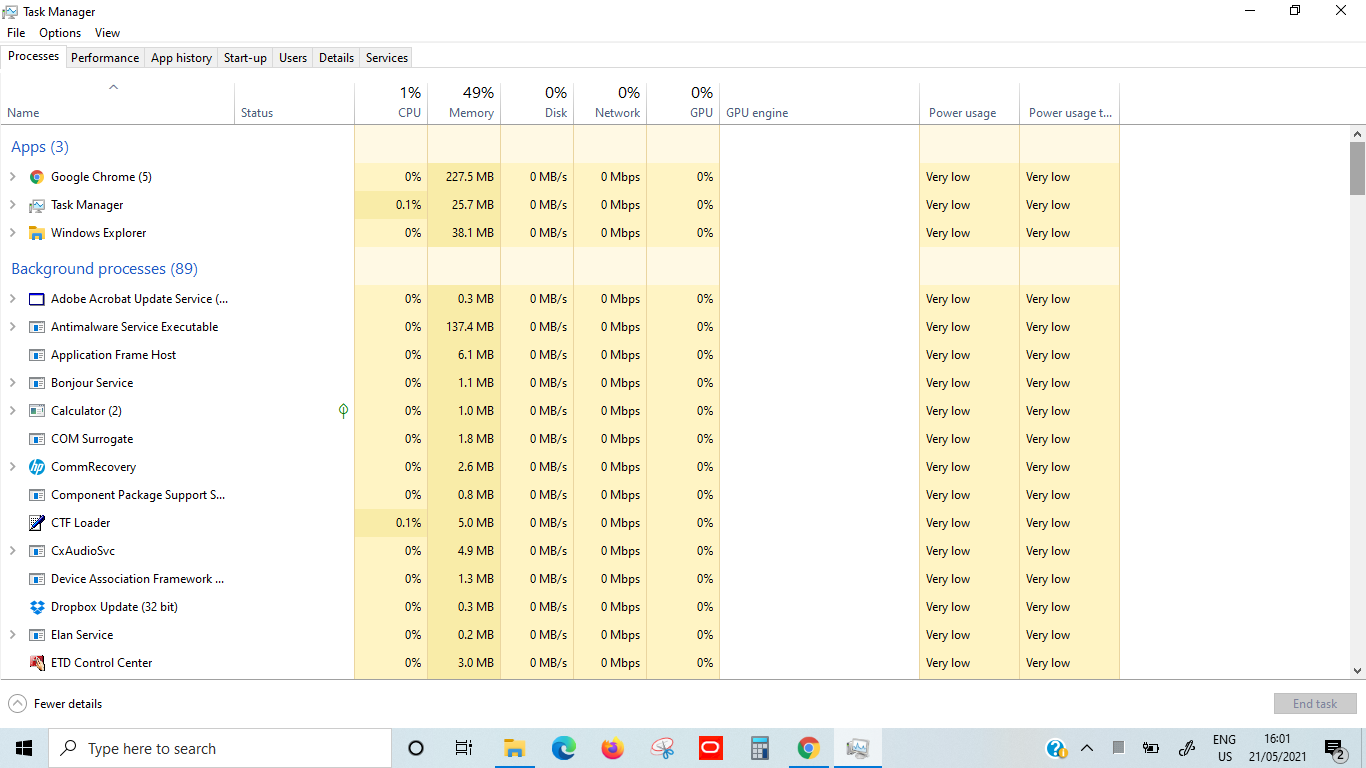 Task Manager
File Options View
Processes Performance App history Start-up Users Details Services
1% 49% 0% 0% 0%
Name Status CPU Memory Disk Network GPU GPU engine Power usage Power usage t...
Apps (3)
Google Chrome (5) 0% 227.5 MB 0 MB/s 0 Mbps 0% Very low Very low
Task Manager 0.1% 25.7 MB 0 MB/s 0 Mbps 0% Very low Very low
Windows Explorer 0% 38.1 MB 0 MB/s 0 Mbps 0% Very low Very low
Background processes (89)
Adobe Acrobat Update Service (... 0% 0.3 MB 0 MB/s 0 Mbps 0% Very low Very low
Antimalware Service Executable 0% 137.4 MB 0 MB/s 0 Mbps 0% Very low Very low
Application Frame Host 0% 6.1 MB 0 MB/s 0 Mbps 0% Very low Very low
Bonjour Service 0% 1.1 MB 0 MB/s 0 Mbps 0% Very low Very low
Calculator (2) 0% 1.0 MB 0 MB/s 0 Mbps 0% Very low Very low
COM Surrogate 0% 1.8 MB 0 MB/s 0 Mbps 0% Very low Very low
hp CommRecovery 0% 2.6 MB 0 MB/s 0 Mbps 0% Very low Very low
Component Package Support S... 0% 0.8 MB 0 MB/s 0 Mbps 0% Very low Very low
CTF Loader 0.1% 5.0 MB 0 MB/s 0 Mbps 0% Very low Very low
CxAudioSvc 0% 4.9 MB 0 MB/s 0 Mbps 0% Very low Very low
Device Association Framework ... 0% 1.3 MB 0 MB/s 0 Mbps 0% Very low Very low
Dropbox Update (32 bit) 0% 0.3 MB 0 MB/s 0 Mbps 0% Very low Very low
Elan Service 0% 0.2 MB 0 MB/s 0 Mbps 0% Very low Very low
ETD Control Center 0% 3.0 MB 0 MB/s 0 Mbps 0% Very low Very low
Fewer details End task
Type here to search
ENG 16:01
US 21/05/2021 2